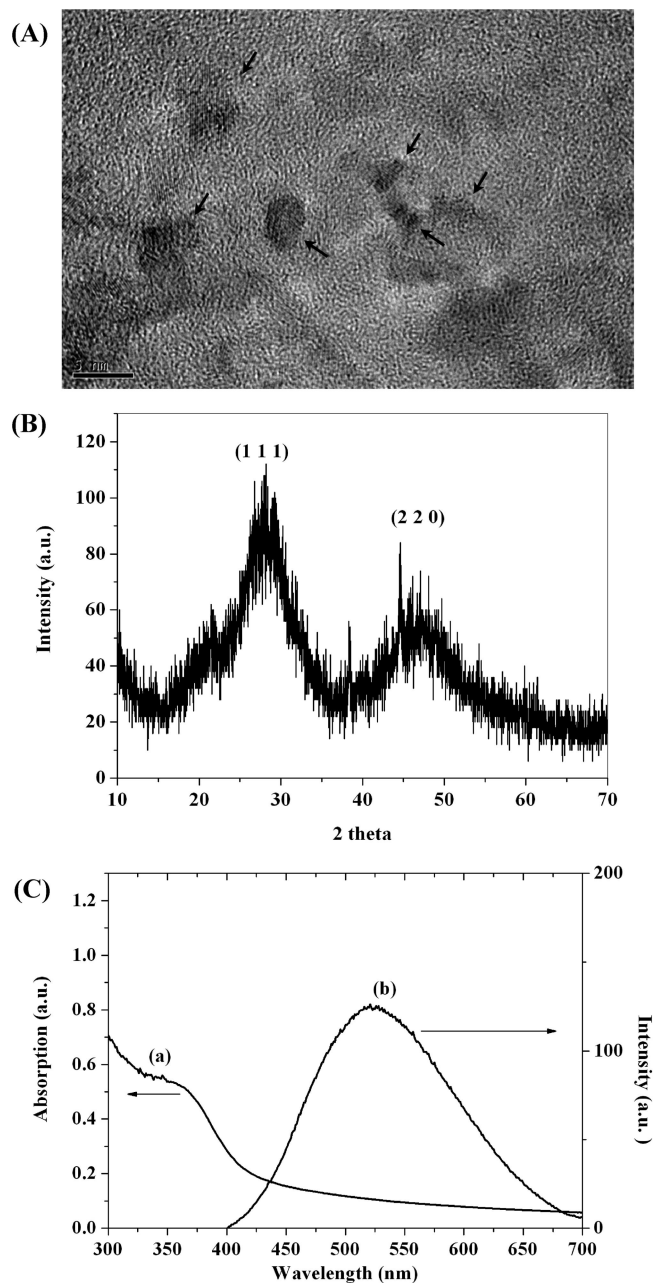 (A)
5 nm
(B)
(1 1 1)
(2 2 0)
120
100
80
60
40
20
0
10 20 30 40 50 60 70
Intensity (a.u.)
2 theta
(C)
1.2
1.0
0.8
0.6
0.4
0.2
0.0
Absorption (a.u.)
(a)
(b)
200
100
0
Intensity (a.u. )
300 350 400 450 500 550 600 650 700
Wavelength (nm)